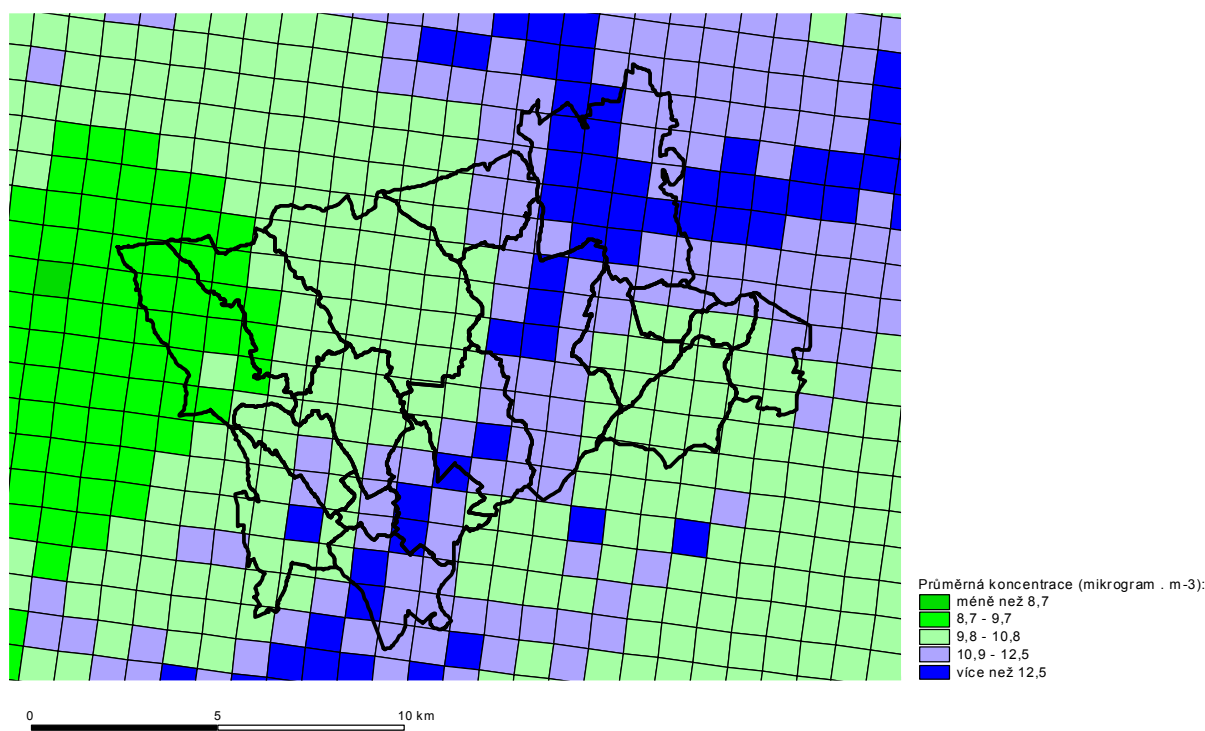 Průměrná koncentrace (mikrogram . m-3):
méně než 8,7
8,7 - 9,7
9,8 - 10,8
10,9 - 12,5
více než 12,5
0 5 10 km